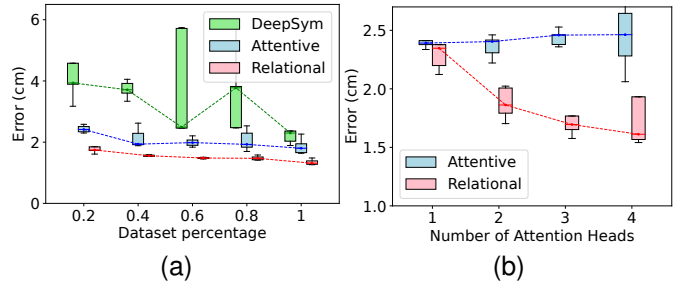 6
4
2
0
Error (cm)
DeepSym
Attentive
Relational
0.2 0.4 0.6 0.8 1
Dataset percentage
(a)
2.5
2.0
1.5
1.0
Error (cm)
Attentive
Relational
1 2 3 4
Number of Attention Heads
(b)